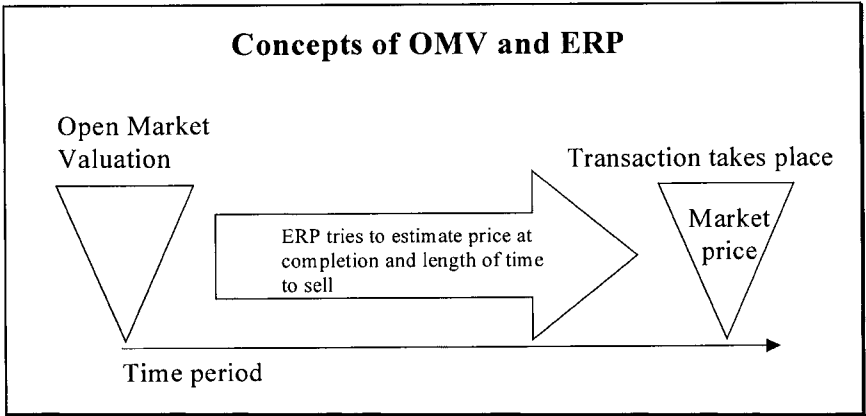 Concepts of OMV and ERP
Open Market
Valuation
Transaction takes place
ERP tries to estimate price at
completion and length of time
to sell
Market
price
Time period